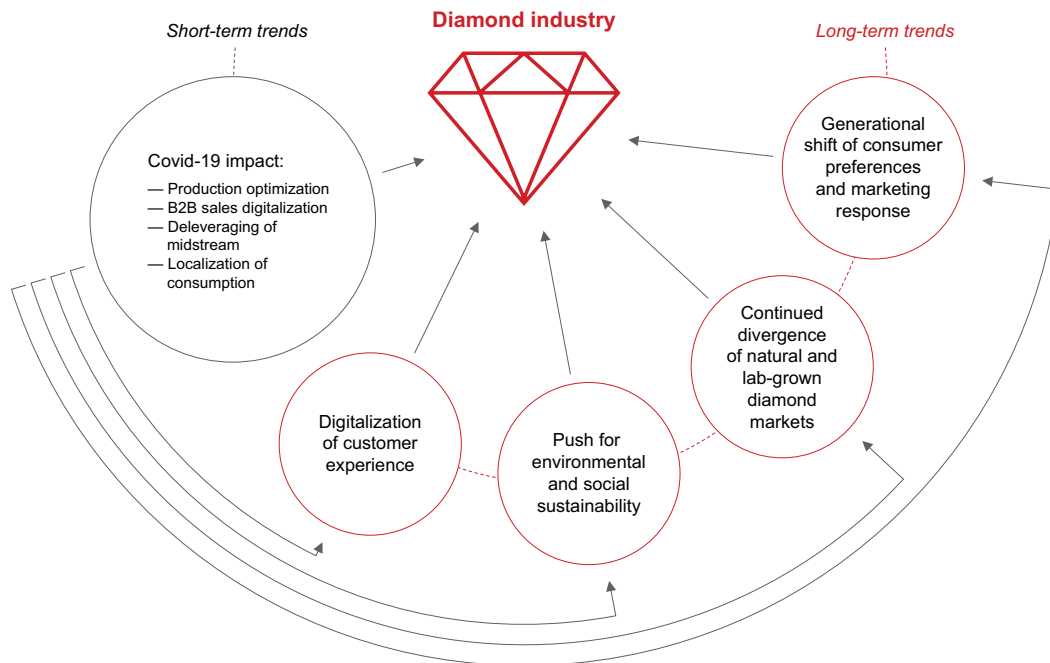 Diamond industry
Short-term trends
Long-term trends
Covid-19 impact:
— Production optimization
— B2B sales digitalization
— Deleveraging of
midstream
— Localization of
consumption
Digitalization
of customer
experience
Push for
environmental
and social
sustainability
Continued
divergence
of natural and
lab-grown
diamond
markets
Generational
shift of consumer
preferences
and marketing
response